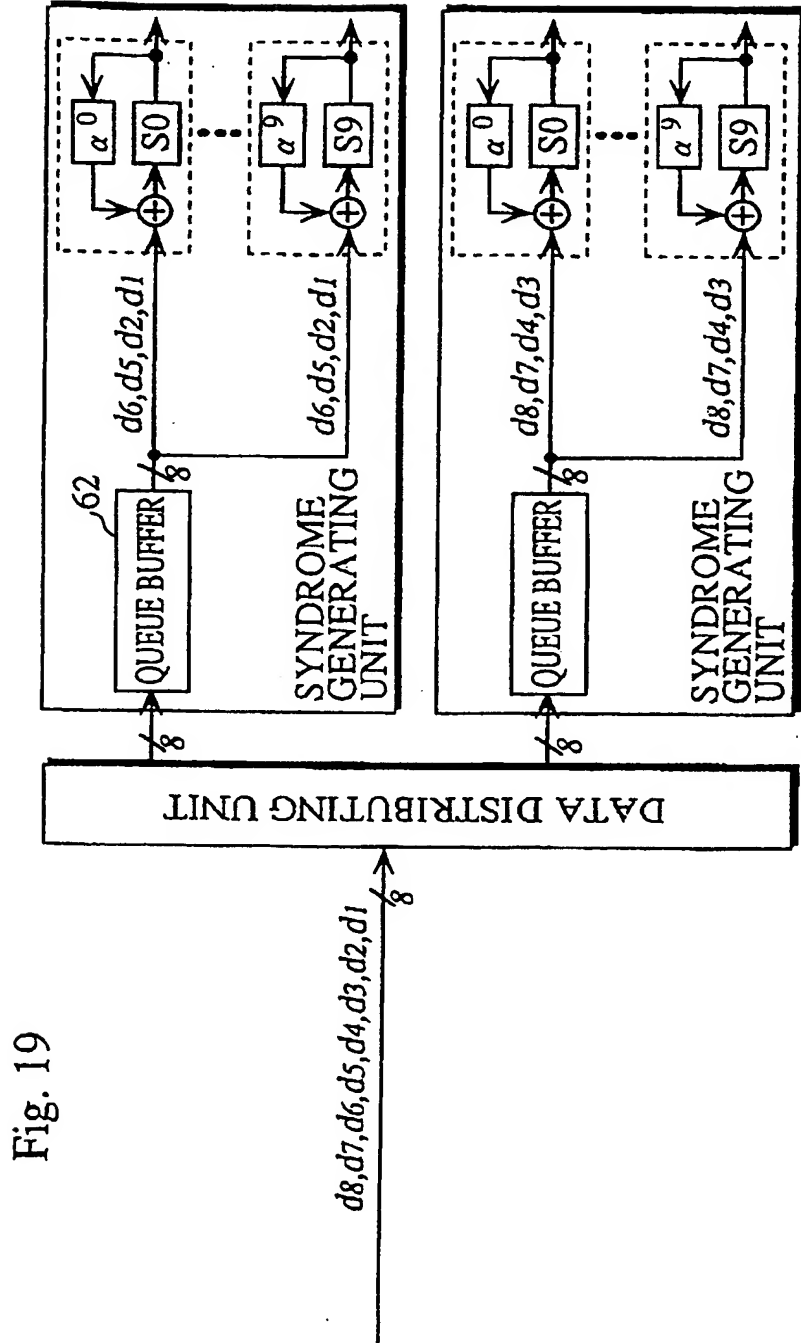 Fig. 19
d8,d7,d6,d5,d4,d3,d2,d1
8
DATA DISTRIBUTING UNIT
8
QUEUE BUFFER
62
8
SYNDROME
GENERATING
UNIT
d6,d5,d2,d1
α0
S0
d6,d5,d2,d1
α9
S9
8
QUEUE BUFFER
8
SYNDROME
GENERATING
UNIT
d8,d7,d4,d3
α0
S0
d8,d7,d4,d3
α9
S9